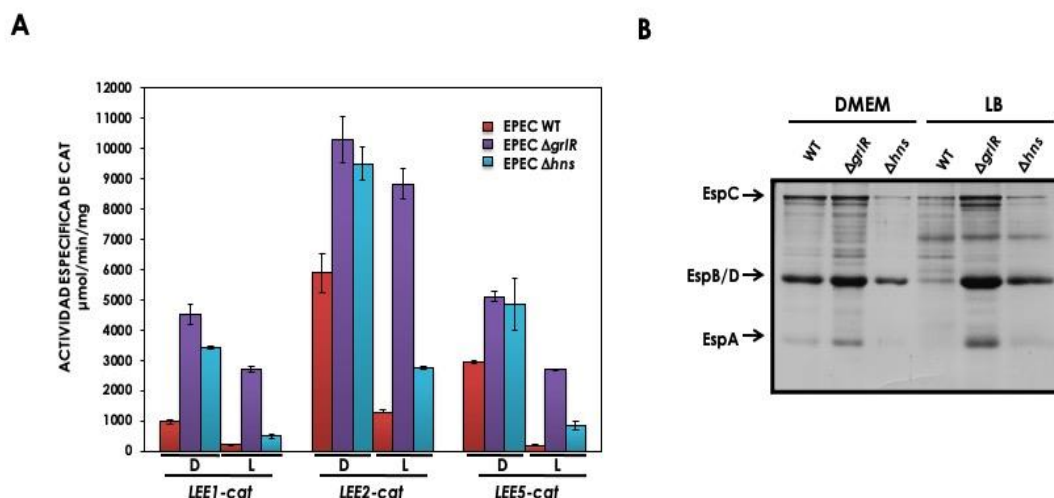 A
ACTIVIDAD ESPECIFICA DE CAT
µmol/min/mg
12000
11000
10000
9000
8000
7000
6000
5000
4000
3000
2000
1000
0
EPEC WT
EPEC ΔgrlR
EPEC Δhns
D L D L D L
LEE1-cat LEE2-cat LEE5-cat
B
DMEM LB
WT ΔgrlR Δhns WT ΔgrlR Δhns
EspC
EspB/D
EspA